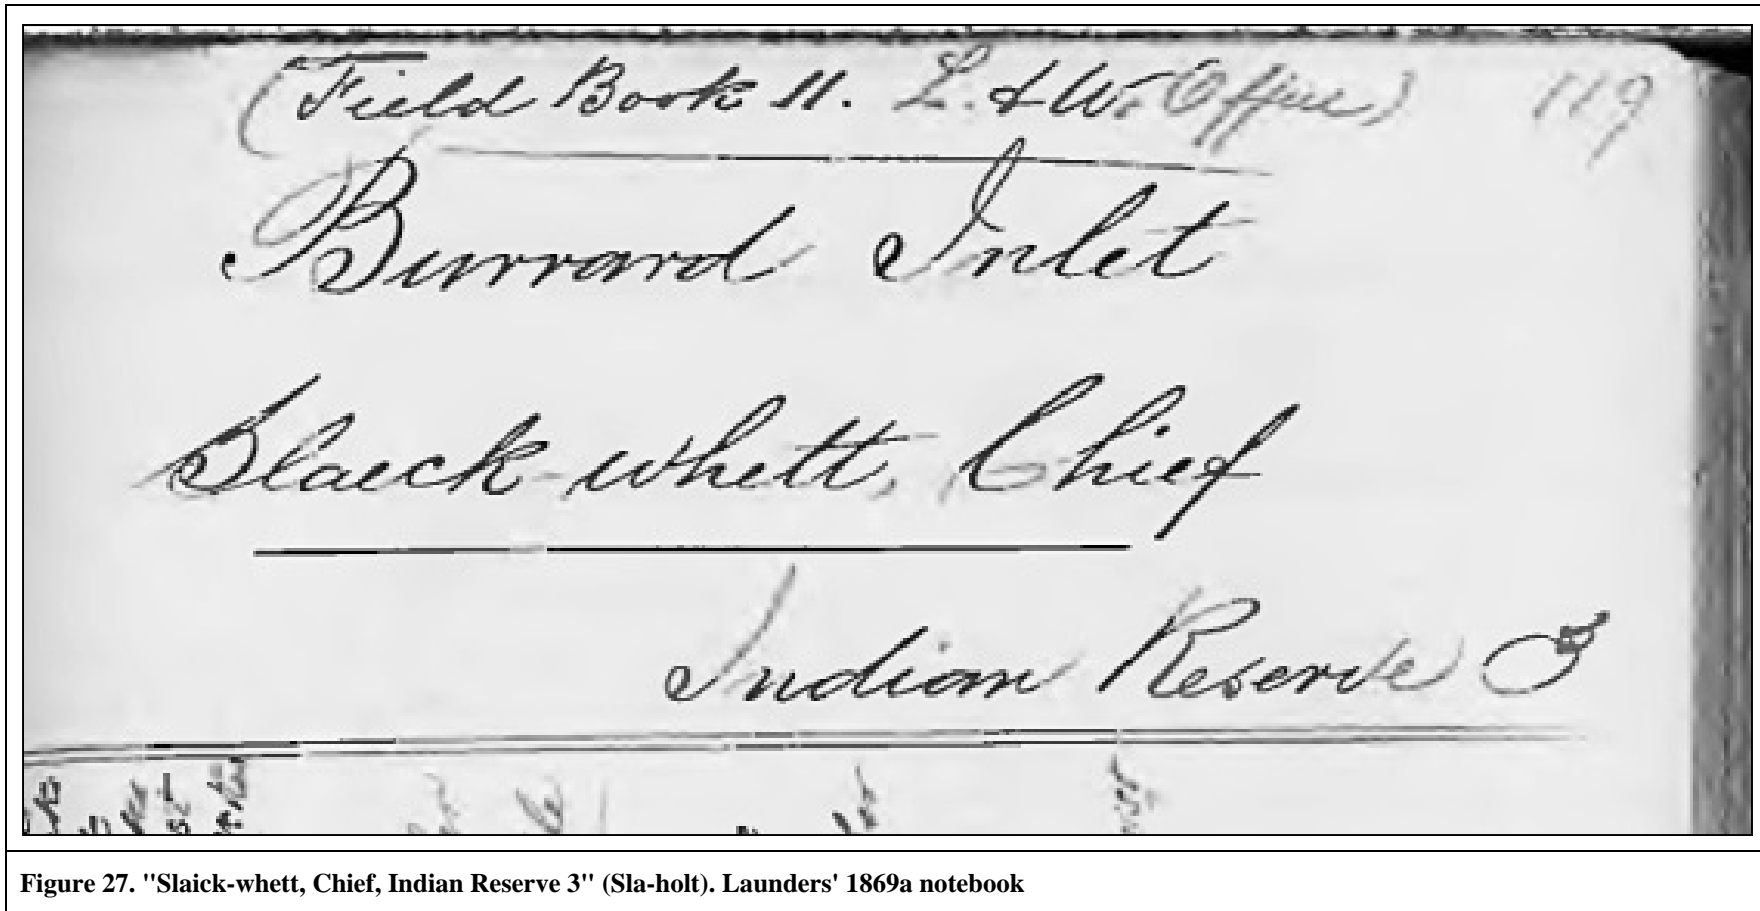 (Field Book 11. L. & W. Office) 119
Burrard Inlet
Slaick-whett, Chief
Indian Reserve 3
Figure 27. "Slaick-whett, Chief, Indian Reserve 3" (Sla-holt). Launders' 1869a notebook